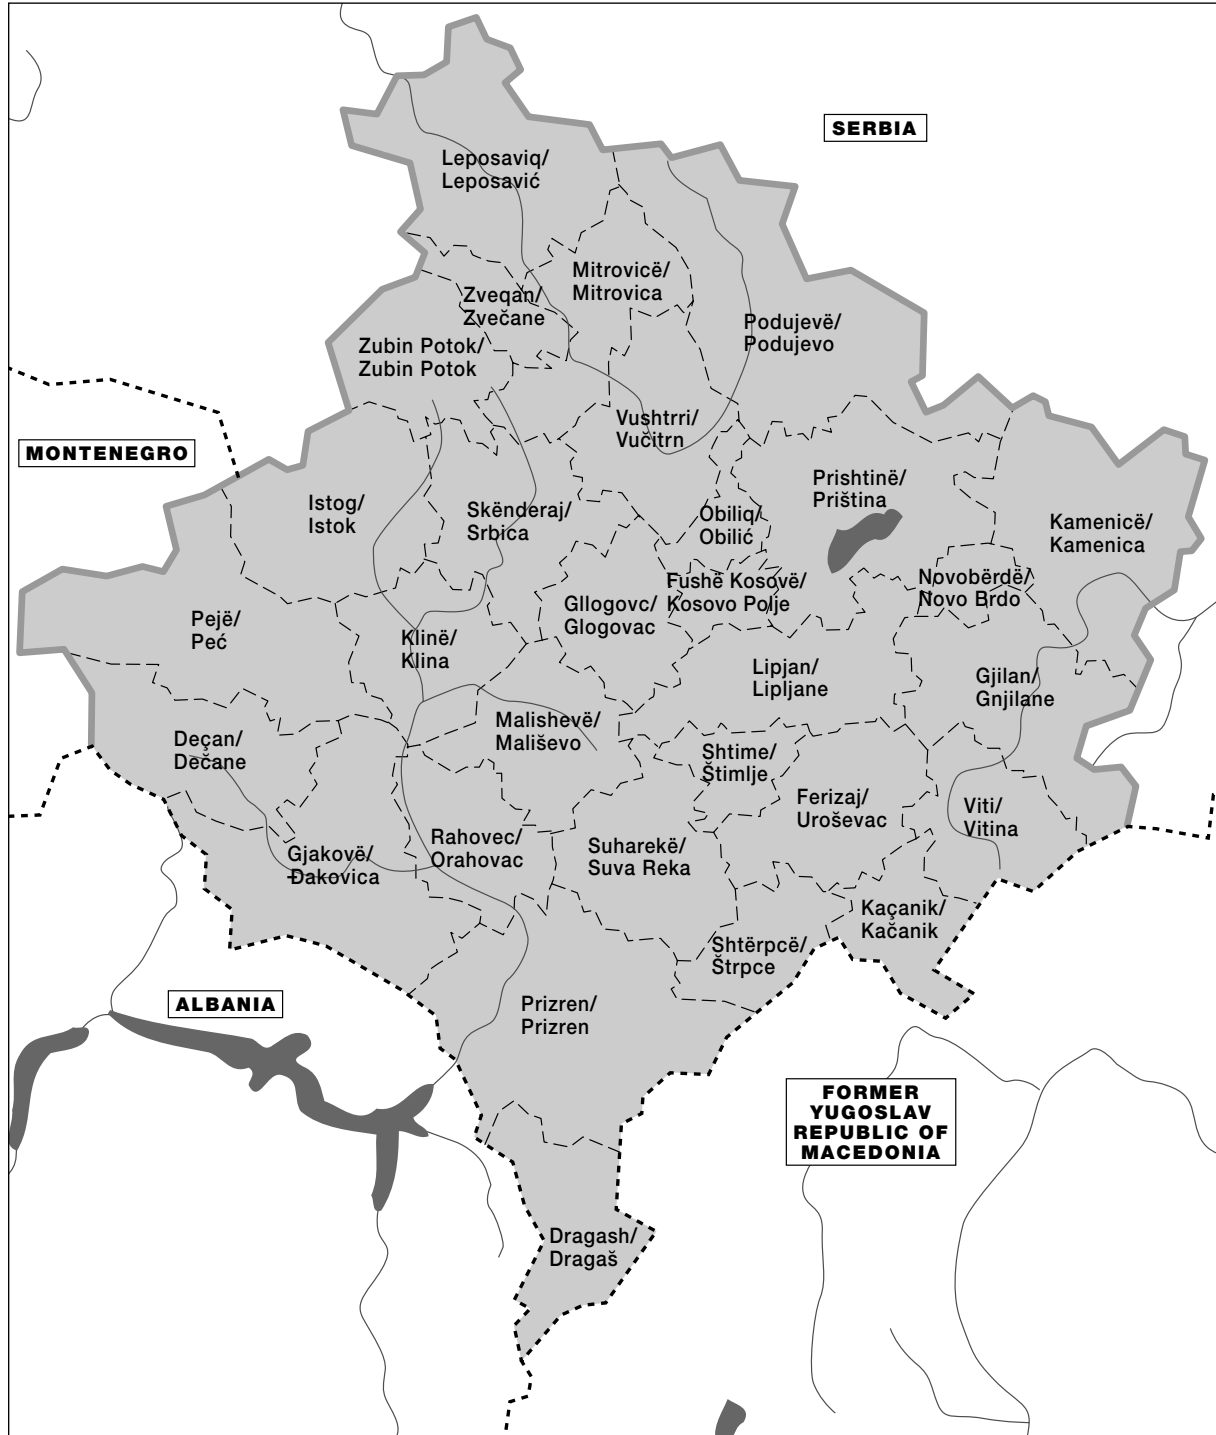 SERBIA
Leposaviq/
Leposavić
Mitrovicë/
Mitrovica
Zveqan/
Zvečane
Podujevë/
Podujevo
Zubin Potok/
Zubin Potok
MONTENEGRO
Vushtrri/
Vučitrn
Prishtinë/
Priština
Istog/
Istok
Skënderaj/
Srbica
Obiliq/
Obilić
Kamenicë/
Kamenica
Fushë Kosovë/
Kosovo Polje
Novobërdë/
Novo Brdo
Gllogovc/
Glogovac
Pejë/
Peć
Klinë/
Klina
Lipjan/
Lipljane
Gjilan/
Gnjilane
Malishevë/
Mališevo
Deçan/
Dečane
Shtime/
Štimlje
Ferizaj/
Uroševac
Viti/
Vitina
Rahovec/
Orahovac
Suharekë/
Suva Reka
Gjakovë/
Đakovica
Kaçanik/
Kačanik
Shtërpcë/
Štrpce
ALBANIA
Prizren/
Prizren
FORMER
YUGOSLAV
REPUBLIC OF
MACEDONIA
Dragash/
Dragaš